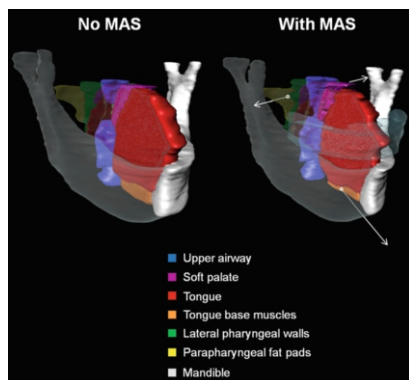 No MAS
With MAS
Upper airway
Soft palate
Tongue
Tongue base muscles
Lateral pharyngeal walls
Parapharyngeal fat pads
Mandible